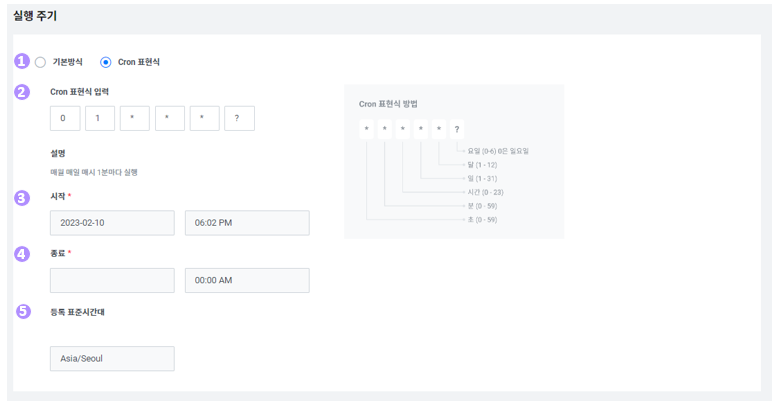 실행 주기
1 기본방식 Cron 표현식
2 Cron 표현식 입력
0 1 * * * ?
설명
매월 매일 매시 1분마다 실행
3 시작 *
2023-02-10 06:02 PM
4 종료 *
00:00 AM
5 등록 표준시간대
Asia/Seoul
Cron 표현식 방법
* * * * * ?
요일 (0-6) 0은 일요일
달 (1 - 12)
일 (1 - 31)
시간 (0 - 23)
분 (0 - 59)
초 (0 - 59)